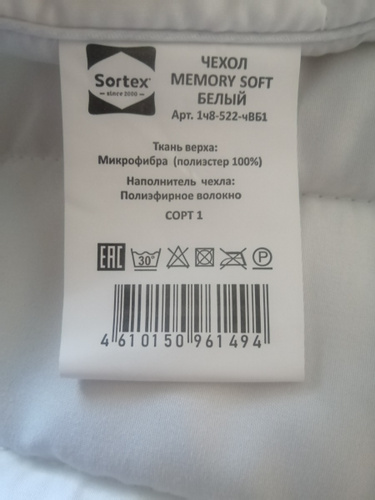 Sortex
since 2000
ЧЕХОЛ
MEMORY SOFT
БЕЛЫЙ
Арт. 1ч8-522-чВБ1
Ткань верха:
Микрофибра (полиэстер 100%)
Наполнитель чехла:
Полиэфирное волокно
СОРТ 1
EAC 30° P
4 610150 961494